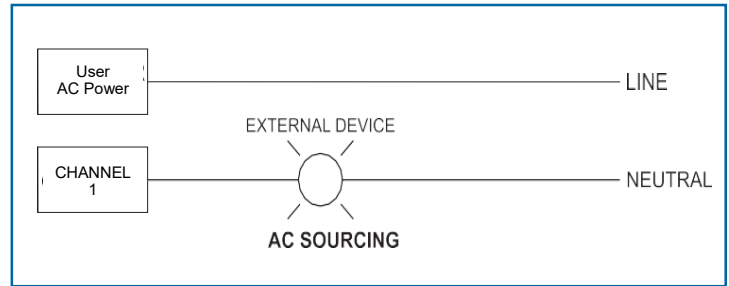 User
AC Power
LINE
EXTERNAL DEVICE
CHANNEL
1
NEUTRAL
AC SOURCING